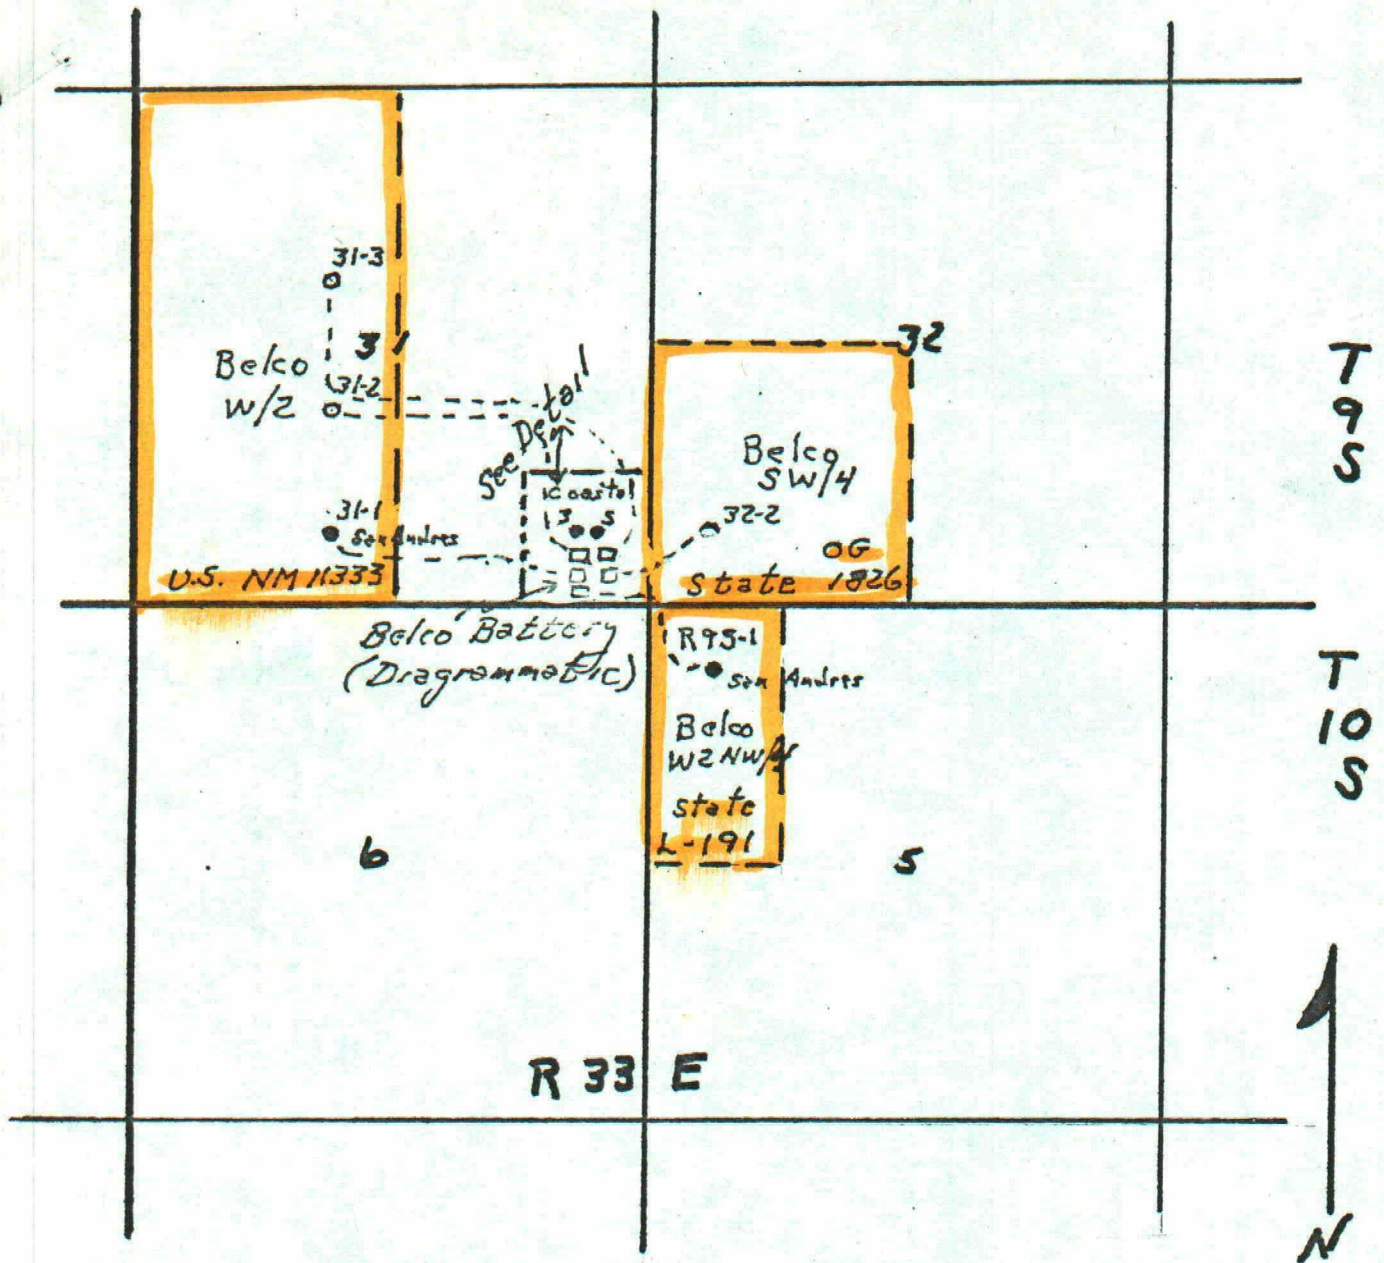 31-3
31
Belco
W/2
31-2
31-1
San Andres
U.S. NM 11333
See Detail
Coastal
3 5
32
Belco
SW/4
32-2
OG
State 1826
T
9
S
Belco Battery
(Diagrammatic)
R95-1
San Andres
Belco
W2 NW/4
State
L-191
6
5
T
10
S
R 33 E
N